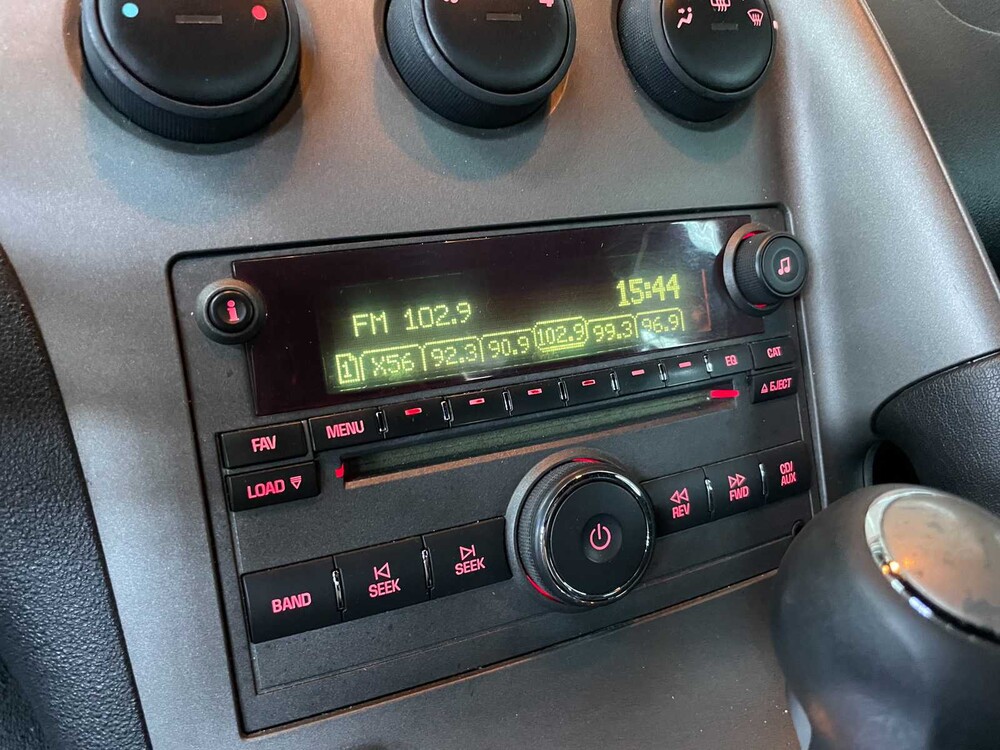 i
FM 102.9
15:44
1 X56 92.3 90.9 102.9 99.3 96.9
FAV
MENU
EQ
CAT
LOAD
EJECT
BAND
SEEK
SEEK
REV
FWD
CD/
AUX